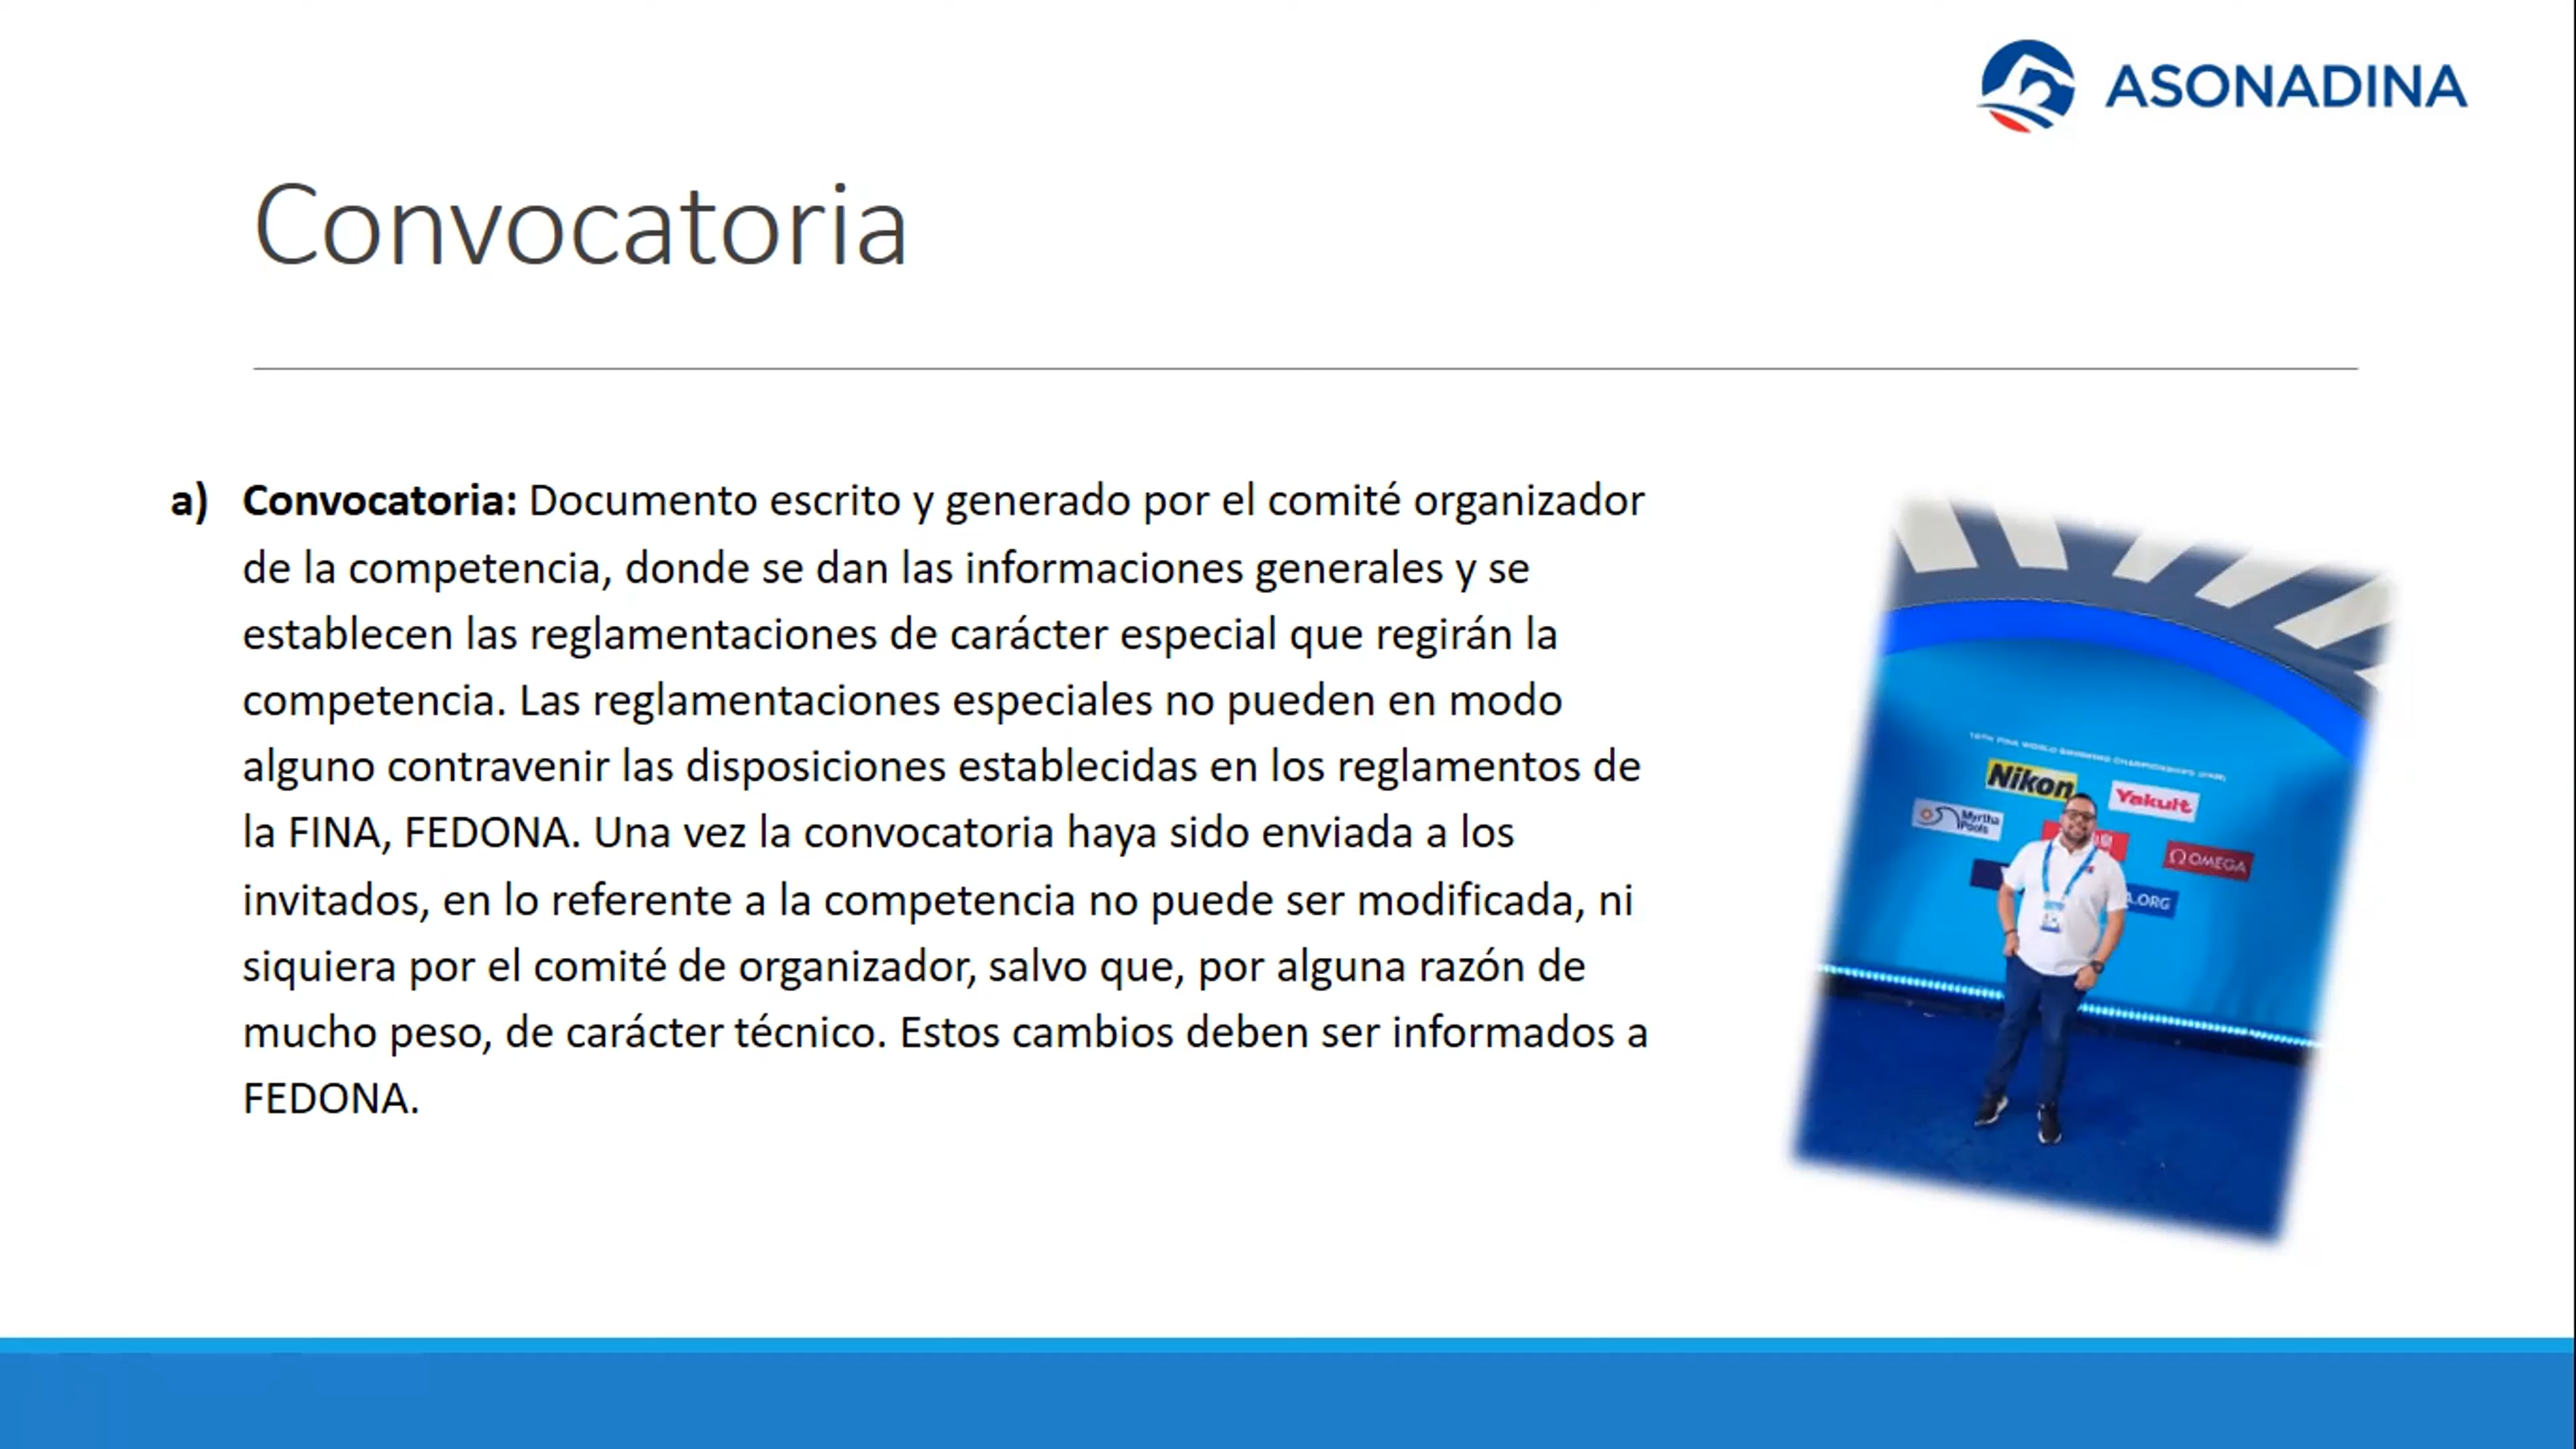 ASONADINA
Convocatoria
a) Convocatoria: Documento escrito y generado por el comité organizador
de la competencia, donde se dan las informaciones generales y se
establecen las reglamentaciones de carácter especial que regirán la
competencia. Las reglamentaciones especiales no pueden en modo
alguno contravenir las disposiciones establecidas en los reglamentos de
la FINA, FEDONA. Una vez la convocatoria haya sido enviada a los
invitados, en lo referente a la competencia no puede ser modificada, ni
siquiera por el comité de organizador, salvo que, por alguna razón de
mucho peso, de carácter técnico. Estos cambios deben ser informados a
FEDONA.
FINA WORLD SWIMMING CHAMPIONSHIPS
Nikon
Yakult
Myrtha
Pools
OMEGA
.ORG